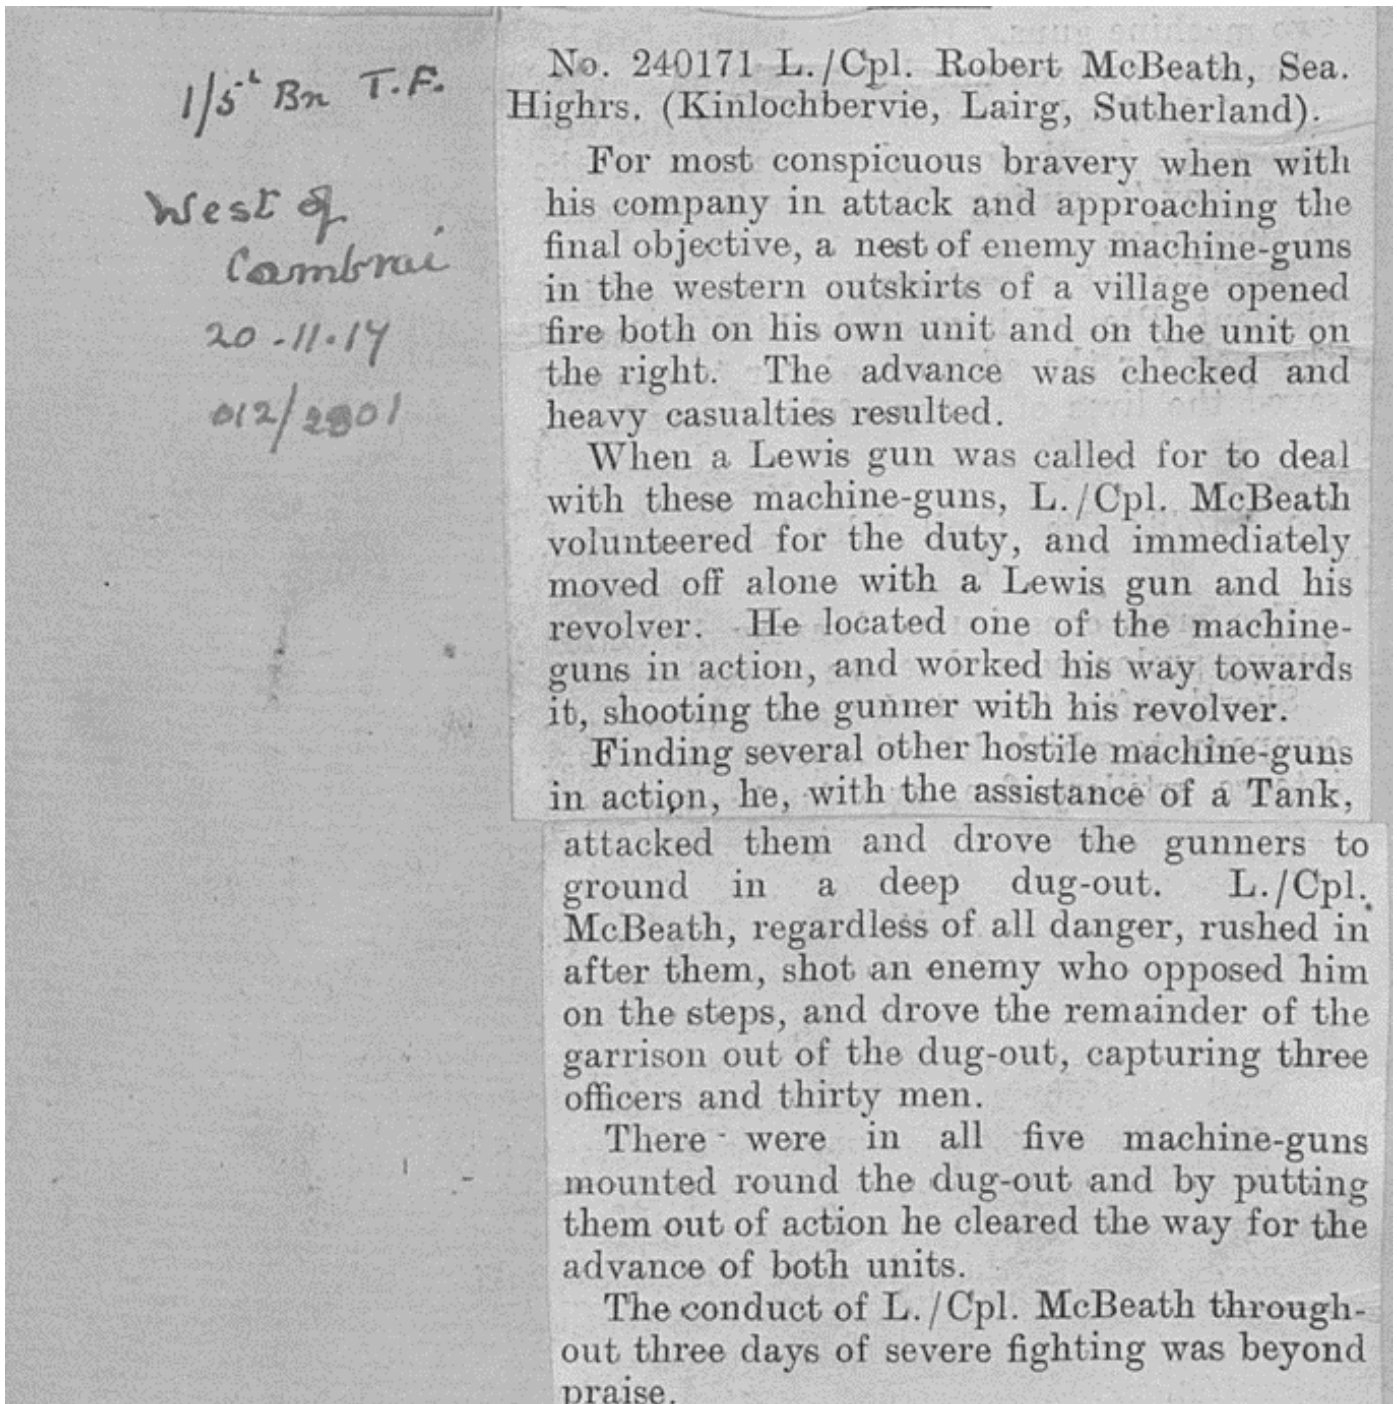 1/5th Bn T.F.
West of
Cambrai
20.11.17
012/2801
No. 240171 L./Cpl. Robert McBeath, Sea.
Highrs. (Kinlochbervie, Lairg, Sutherland).
For most conspicuous bravery when with
his company in attack and approaching the
final objective, a nest of enemy machine-guns
in the western outskirts of a village opened
fire both on his own unit and on the unit on
the right. The advance was checked and
heavy casualties resulted.
When a Lewis gun was called for to deal
with these machine-guns, L./Cpl. McBeath
volunteered for the duty, and immediately
moved off alone with a Lewis gun and his
revolver. He located one of the machine-
guns in action, and worked his way towards
it, shooting the gunner with his revolver.
Finding several other hostile machine-guns
in action, he, with the assistance of a Tank,
attacked them and drove the gunners to
ground in a deep dug-out. L./Cpl.
McBeath, regardless of all danger, rushed in
after them, shot an enemy who opposed him
on the steps, and drove the remainder of the
garrison out of the dug-out, capturing three
officers and thirty men.
There were in all five machine-guns
mounted round the dug-out and by putting
them out of action he cleared the way for the
advance of both units.
The conduct of L./Cpl. McBeath through-
out three days of severe fighting was beyond
praise.